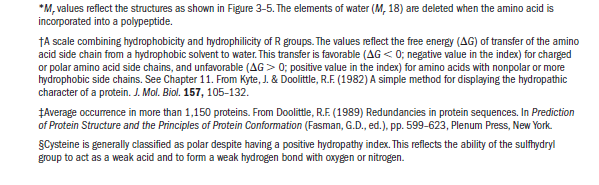 *Mr values reflect the structures as shown in Figure 3–5. The elements of water (Mr 18) are deleted when the amino acid is
incorporated into a polypeptide.
†A scale combining hydrophobicity and hydrophilicity of R groups. The values reflect the free energy (ΔG) of transfer of the amino
acid side chain from a hydrophobic solvent to water. This transfer is favorable (ΔG < 0; negative value in the index) for charged
or polar amino acid side chains, and unfavorable (ΔG > 0; positive value in the index) for amino acids with nonpolar or more
hydrophobic side chains. See Chapter 11. From Kyte, J. & Doolittle, R.F. (1982) A simple method for displaying the hydropathic
character of a protein. J. Mol. Biol. 157, 105–132.
‡Average occurrence in more than 1,150 proteins. From Doolittle, R.F. (1989) Redundancies in protein sequences. In Prediction
of Protein Structure and the Principles of Protein Conformation (Fasman, G.D., ed.), pp. 599–623, Plenum Press, New York.
§Cysteine is generally classified as polar despite having a positive hydropathy index. This reflects the ability of the sulfhydryl
group to act as a weak acid and to form a weak hydrogen bond with oxygen or nitrogen.